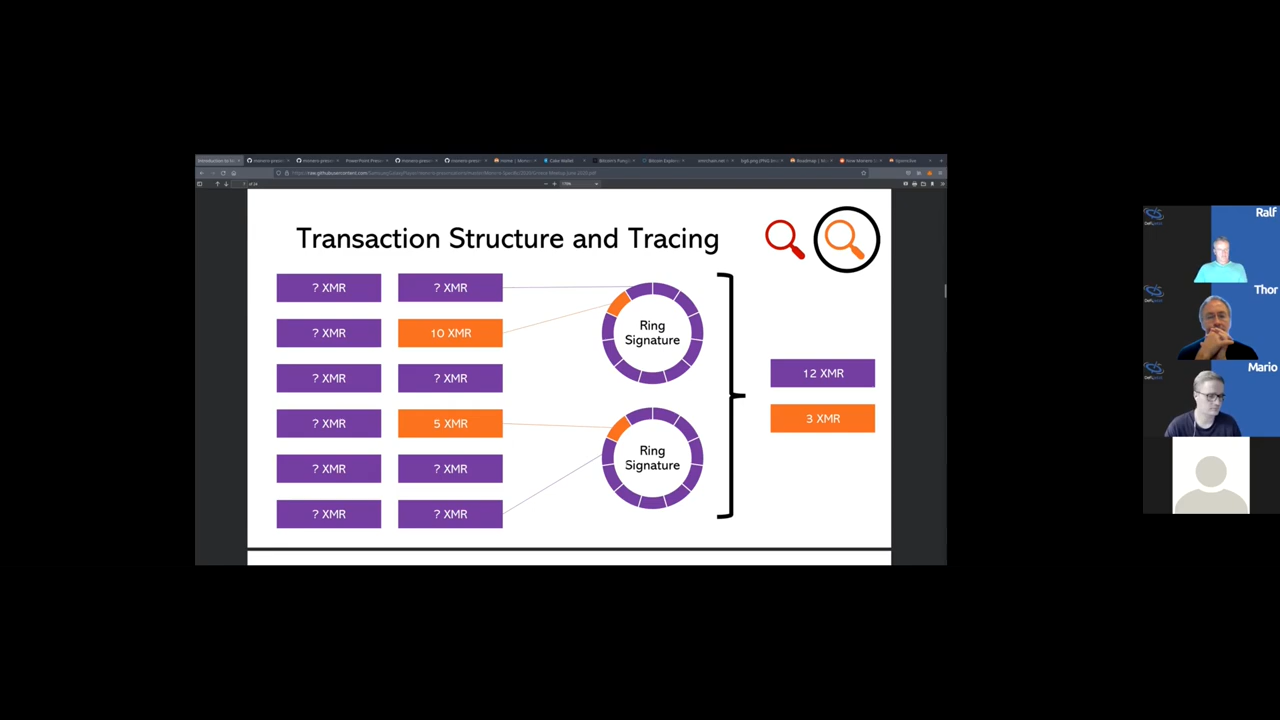 Transaction Structure and Tracing
? XMR
? XMR
? XMR
10 XMR
? XMR
? XMR
? XMR
5 XMR
? XMR
? XMR
? XMR
? XMR
Ring
Signature
Ring
Signature
12 XMR
3 XMR
Ralf
Thor
Mario